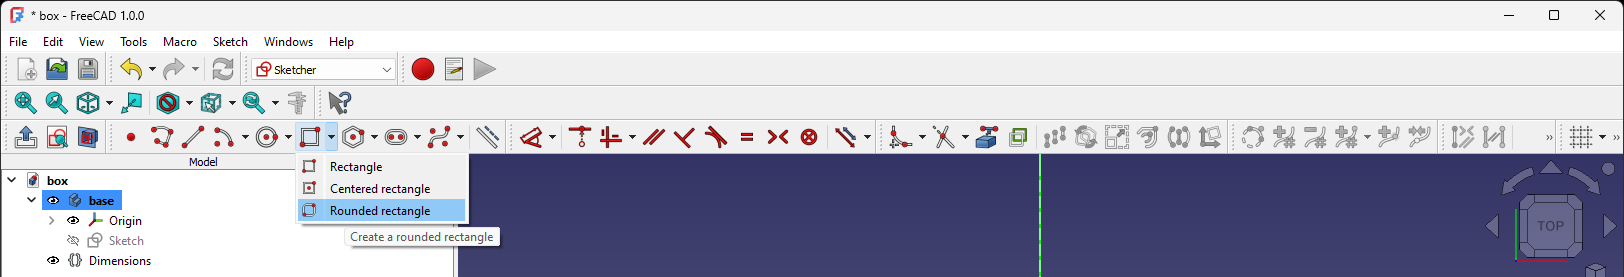 * box - FreeCAD 1.0.0
File Edit View Tools Macro Sketch Windows Help
Sketcher
Model
Rectangle
box
Centered rectangle
base
Rounded rectangle
Origin
TOP
Create a rounded rectangle
Sketch
Dimensions